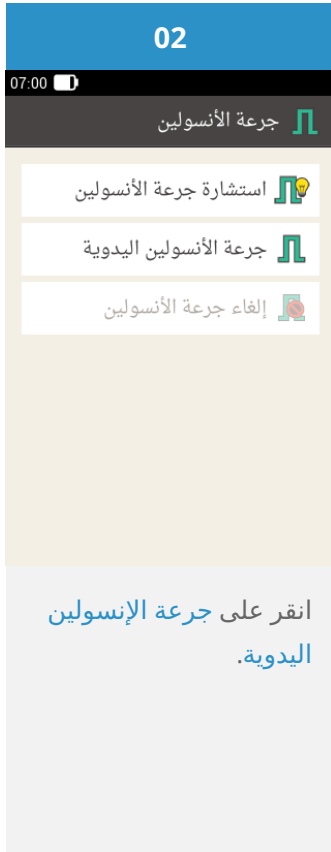 02
07:00
جرعة الأنسولين
استشارة جرعة الأنسولين
جرعة الأنسولين اليدوية
إلغاء جرعة الأنسولين
انقر على جرعة الإنسولين
اليدوية.